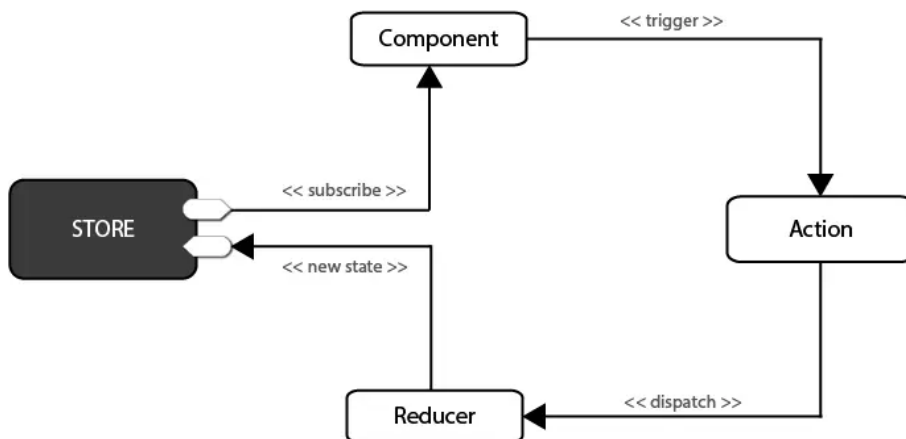 Component
<< trigger >>
<< subscribe >>
STORE
Action
<< new state >>
<< dispatch >>
Reducer